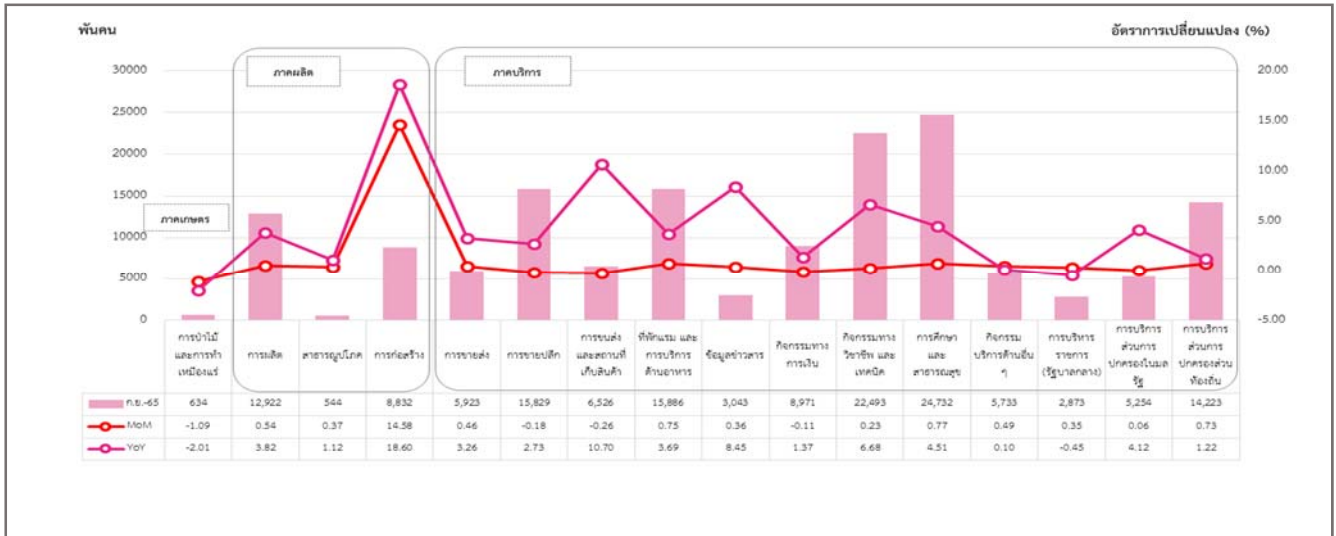 พันคน
อัตราการเปลี่ยนแปลง (%)
ภาคผลิต
ภาคบริการ
30000
25000
20000
15000
10000
5000
0
20.00
15.00
10.00
5.00
0.00
-5.00
ภาคเกษตร
การป่าไม้
และการทำ
เหมืองแร่
การผลิต
สาธารณูปโภค
การก่อสร้าง
การขายส่ง
การขายปลีก
การขนส่ง
และสถานที่
เก็บสินค้า
ที่พักแรม และ
การบริการ
ด้านอาหาร
ข้อมูลข่าวสาร
กิจกรรมทาง
การเงิน
กิจกรรมทาง
วิชาชีพ และ
เทคนิค
การศึกษา
และ
สาธารณสุข
กิจกรรม
บริการด้านอื่น
ๆ
การบริหาร
ราชการ
(รัฐบาลกลาง)
การบริการ
ส่วนการ
ปกครองในมล
รัฐ
การบริการ
ส่วนการ
ปกครองส่วน
ท้องถิ่น
ก.ย.-65 634 12,922 544 8,832 5,923 15,829 6,526 15,886 3,043 8,971 22,493 24,732 5,733 2,873 5,254 14,223
MoM -1.09 0.54 0.37 14.58 0.46 -0.18 -0.26 0.75 0.36 -0.11 0.23 0.77 0.49 0.35 0.06 0.73
YoY -2.01 3.82 1.12 18.60 3.26 2.73 10.70 3.69 8.45 1.37 6.68 4.51 0.10 -0.45 4.12 1.22